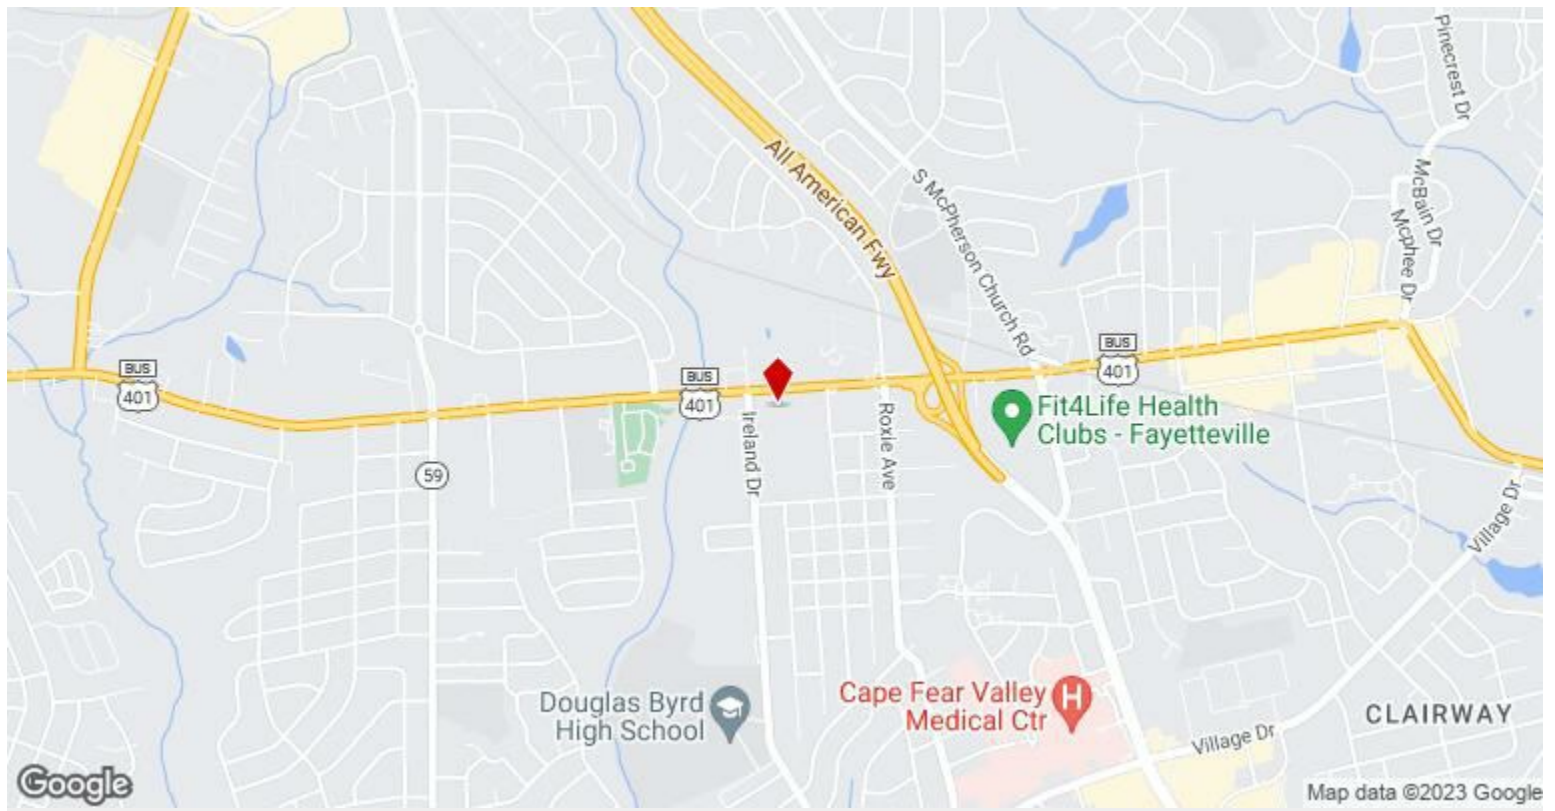 Pinecrest Dr
All American Fwy
S McPherson Church Rd
McBain Dr
Mcphee Dr
BUS
401
BUS
401
BUS
401
Fit4Life Health
Clubs - Fayetteville
Ireland Dr
Roxie Ave
59
Village Dr
Douglas Byrd
High School
Cape Fear Valley
Medical Ctr
H
CLAIRWAY
Village Dr
Google
Map data ©2023 Google